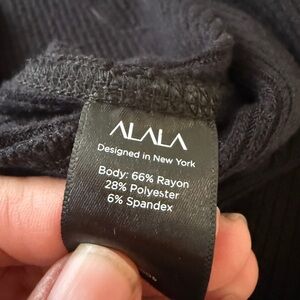 ALALA
Designed in New York
Body: 66% Rayon
28% Polyester
6% Spandex